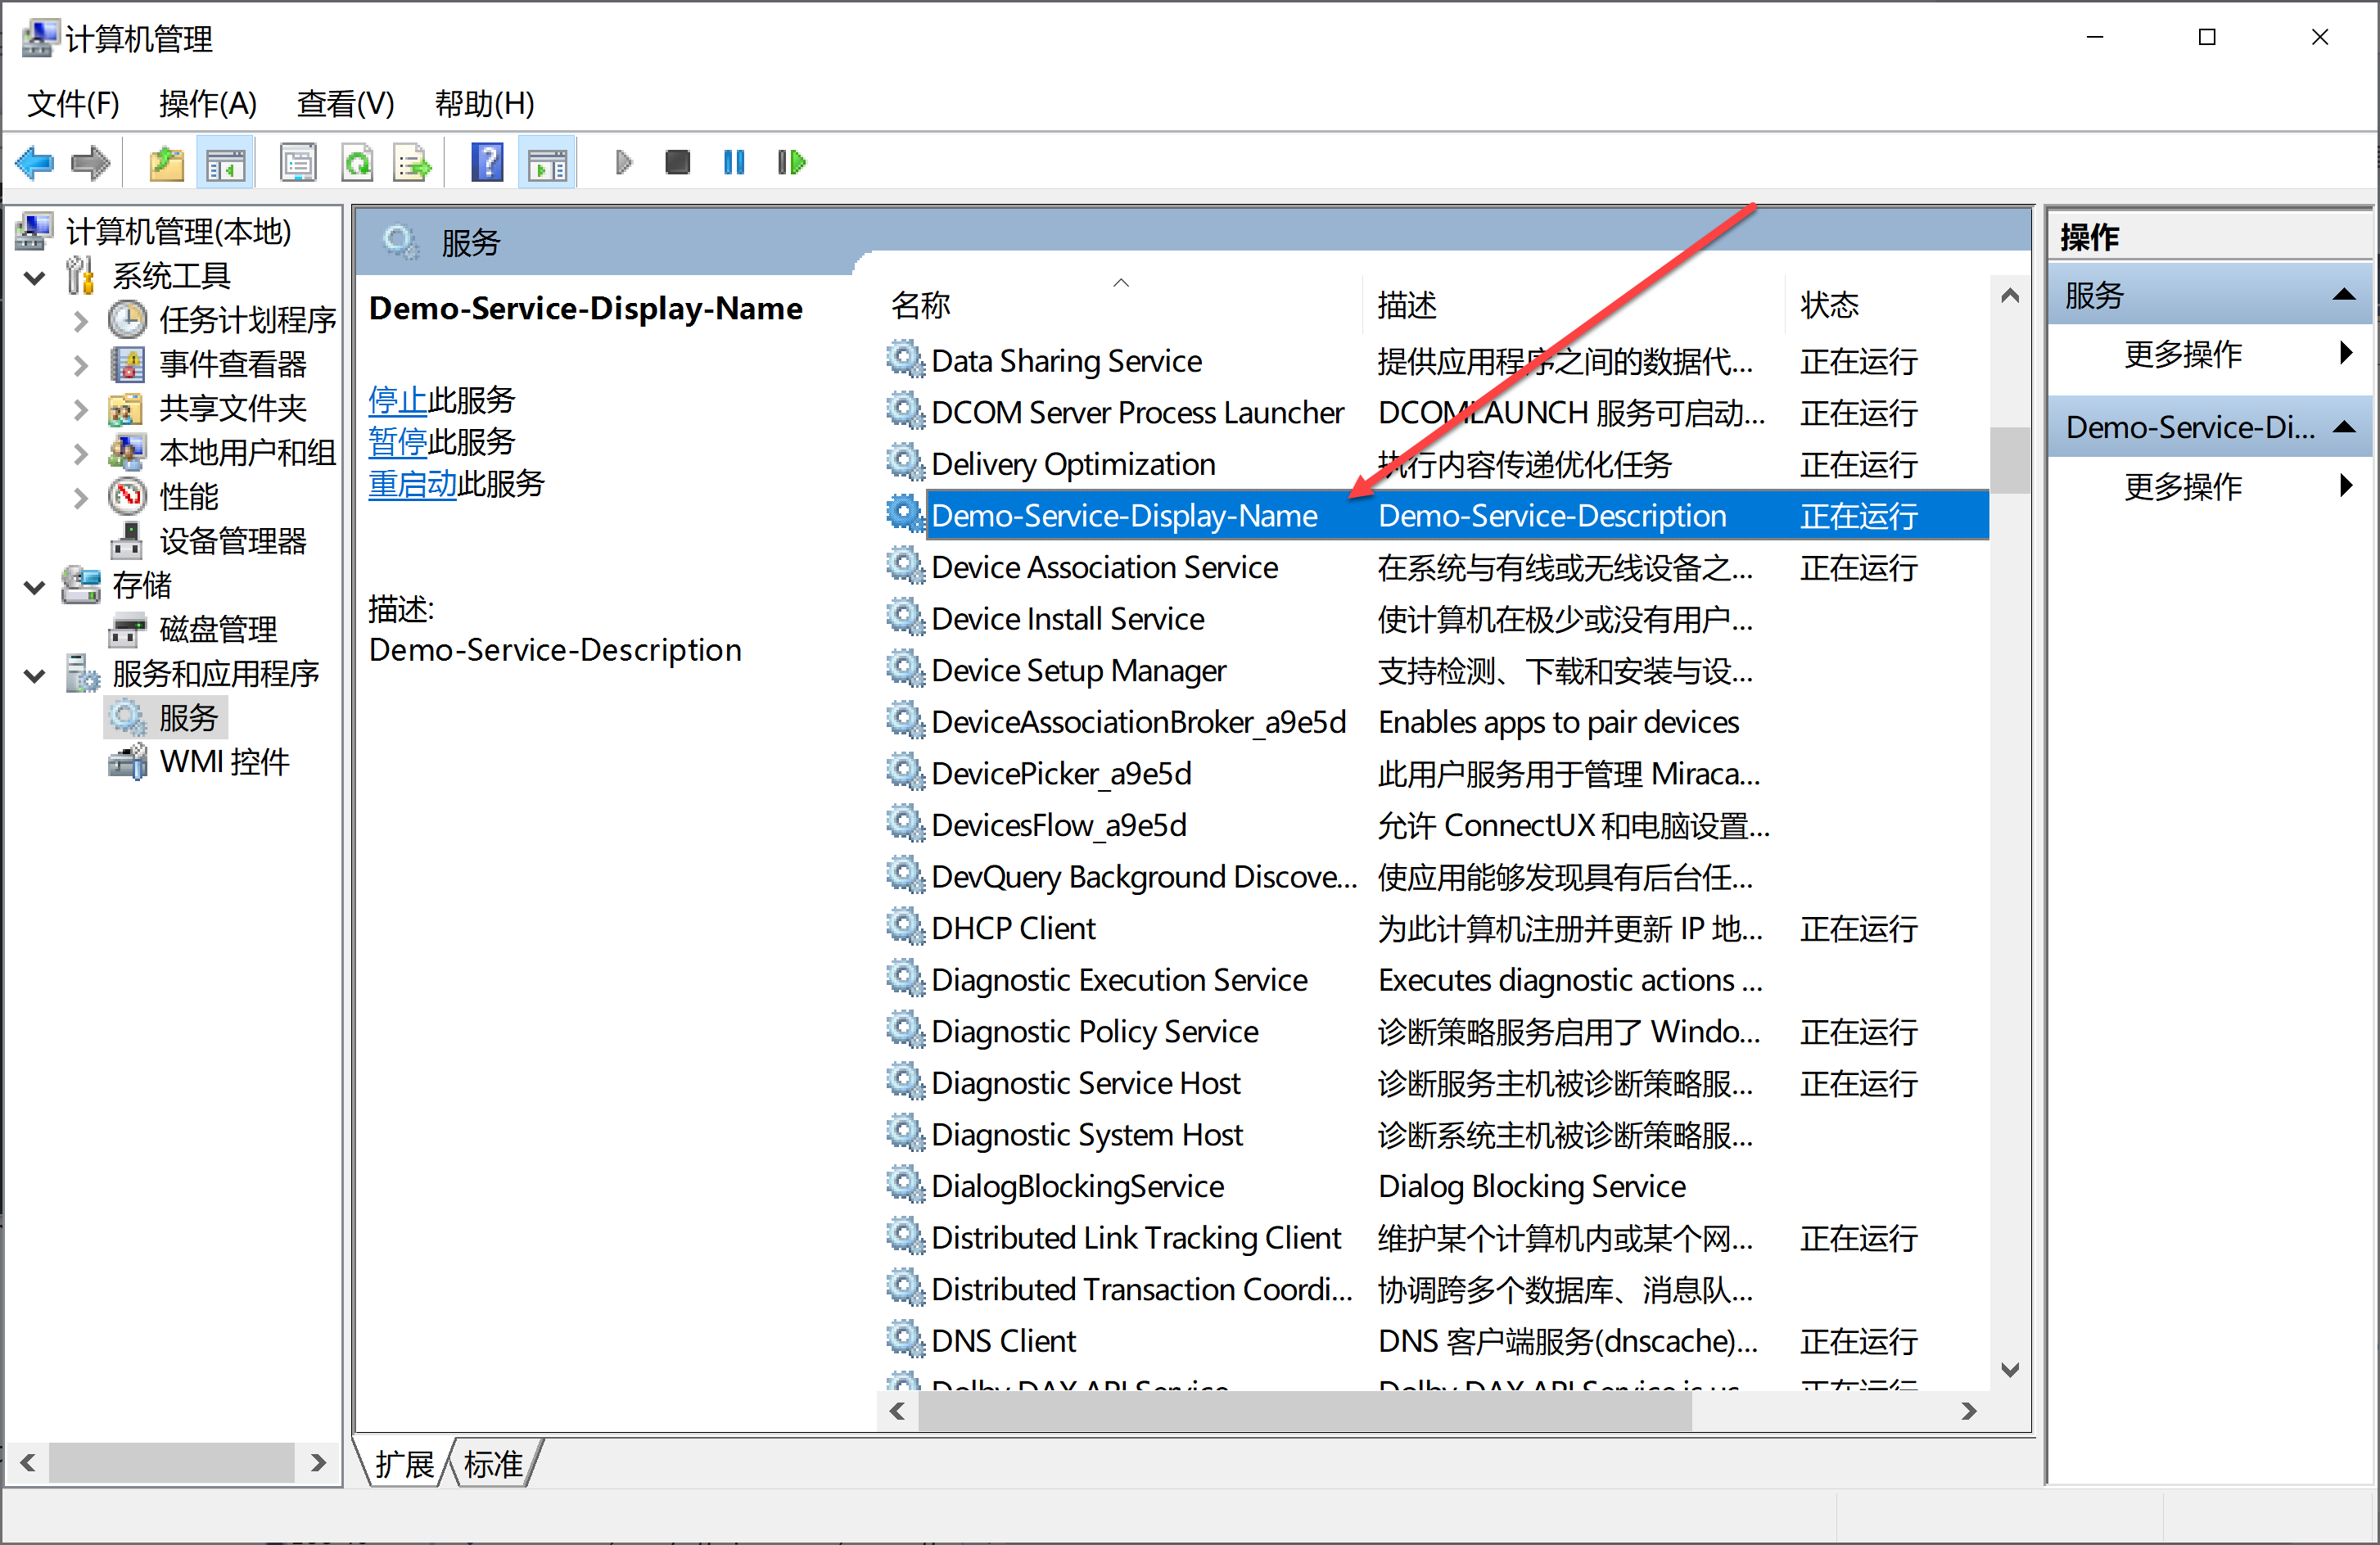 计算机管理
文件(F) 操作(A) 查看(V) 帮助(H)
计算机管理(本地)
系统工具
任务计划程序
事件查看器
共享文件夹
本地用户和组
性能
设备管理器
存储
磁盘管理
服务和应用程序
服务
WMI 控件
服务
Demo-Service-Display-Name
停止此服务
暂停此服务
重启动此服务
描述:
Demo-Service-Description
名称 描述 状态
Data Sharing Service 提供应用程序之间的数据代... 正在运行
DCOM Server Process Launcher DCOMLAUNCH 服务可启动... 正在运行
Delivery Optimization 执行内容传递优化任务 正在运行
Demo-Service-Display-Name Demo-Service-Description 正在运行
Device Association Service 在系统与有线或无线设备之... 正在运行
Device Install Service 使计算机在极少或没有用户...
Device Setup Manager 支持检测、下载和安装与设...
DeviceAssociationBroker_a9e5d Enables apps to pair devices
DevicePicker_a9e5d 此用户服务用于管理 Miraca...
DevicesFlow_a9e5d 允许 ConnectUX 和电脑设置...
DevQuery Background Discove... 使应用能够发现具有后台任...
DHCP Client 为此计算机注册并更新 IP 地... 正在运行
Diagnostic Execution Service Executes diagnostic actions ...
Diagnostic Policy Service 诊断策略服务启用了 Windo... 正在运行
Diagnostic Service Host 诊断服务主机被诊断策略服... 正在运行
Diagnostic System Host 诊断系统主机被诊断策略服...
DialogBlockingService Dialog Blocking Service
Distributed Link Tracking Client 维护某个计算机内或某个网... 正在运行
Distributed Transaction Coordi... 协调跨多个数据库、消息队...
DNS Client DNS 客户端服务(dnscache)... 正在运行
Dolby DAX API Service Dolby DAX API Service is us... 正在运行
扩展 标准
操作
服务
更多操作
Demo-Service-Di...
更多操作